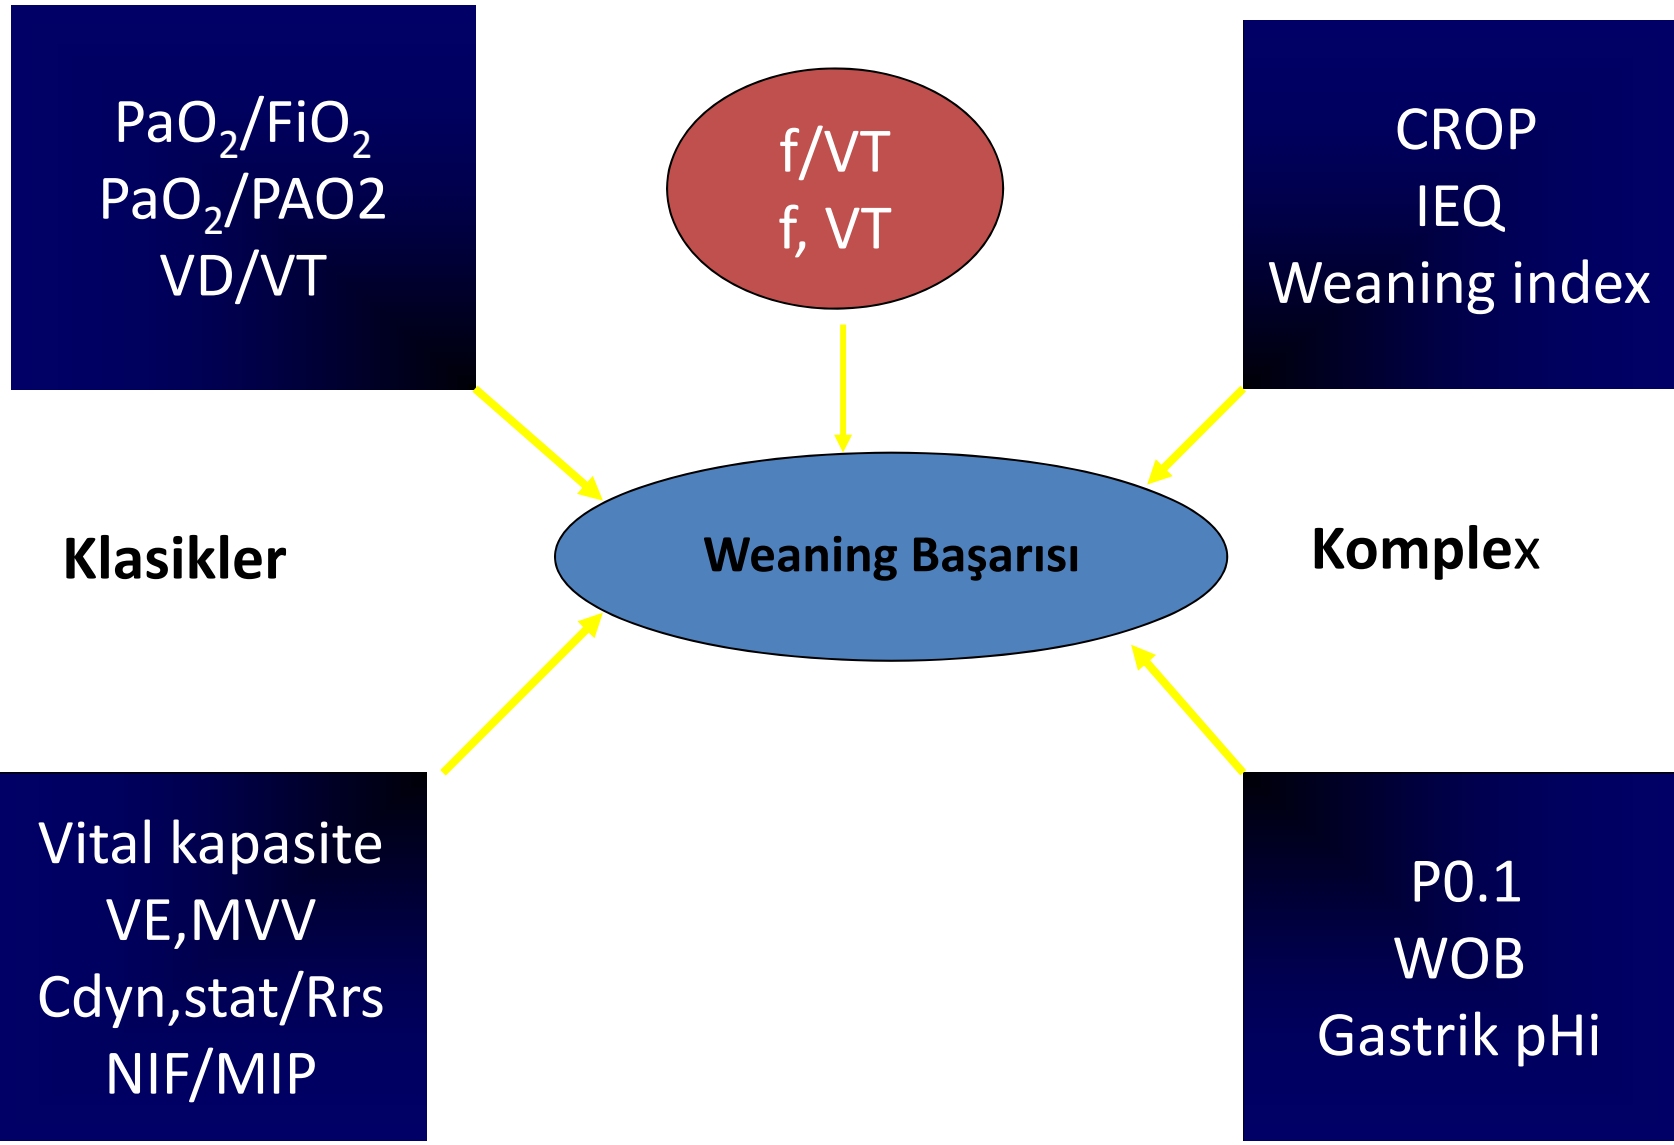 PaO₂/FiO₂
PaO₂/PAO2
VD/VT
f/VT
f, VT
CROP
IEQ
Weaning index
Klasikler
Weaning Başarısı
Komplex
Vital kapasite
VE,MVV
Cdyn,stat/Rrs
NIF/MIP
P0.1
WOB
Gastrik pHi